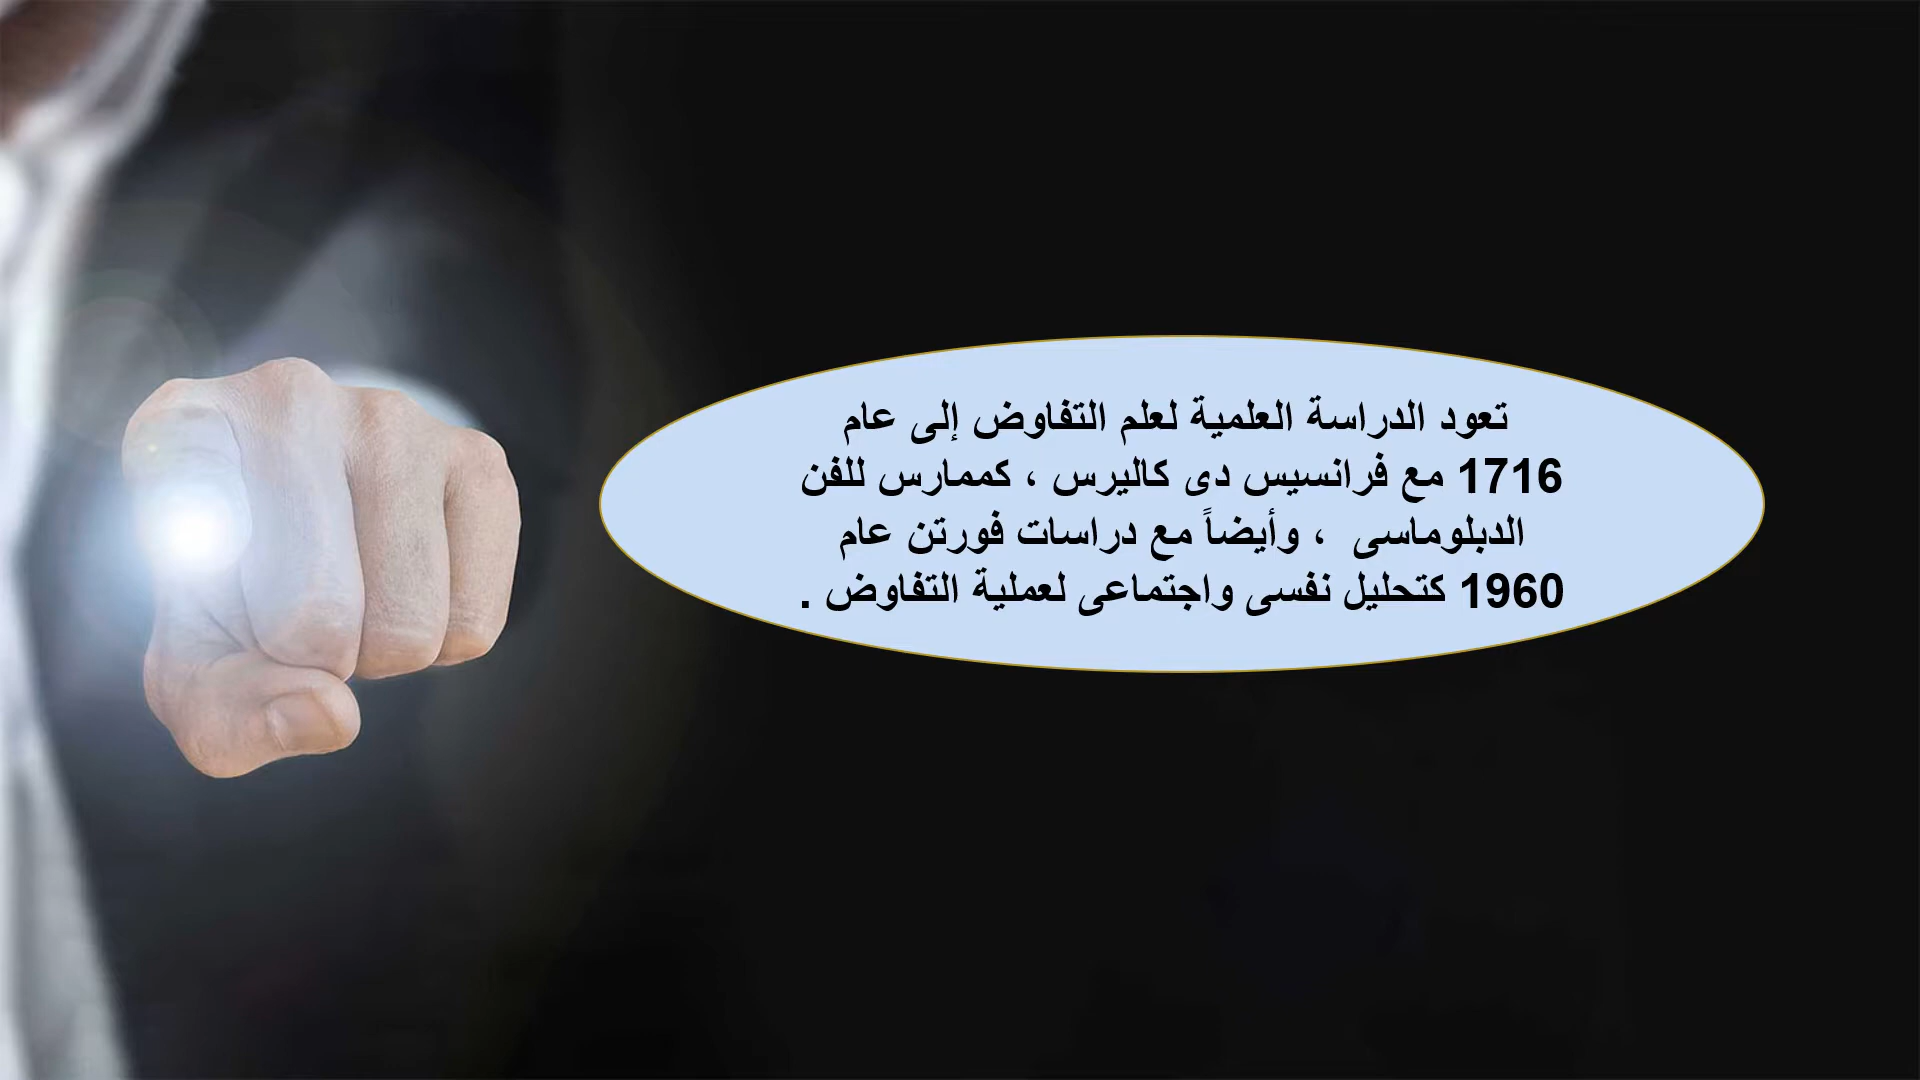 تعود الدراسة العلمية لعلم التفاوض إلى عام
1716 مع فرانسيس دى كاليرس ، كممارس للفن
الدبلوماسى  ، وأيضاً مع دراسات فورتن عام
1960 كتحليل نفسى واجتماعى لعملية التفاوض .